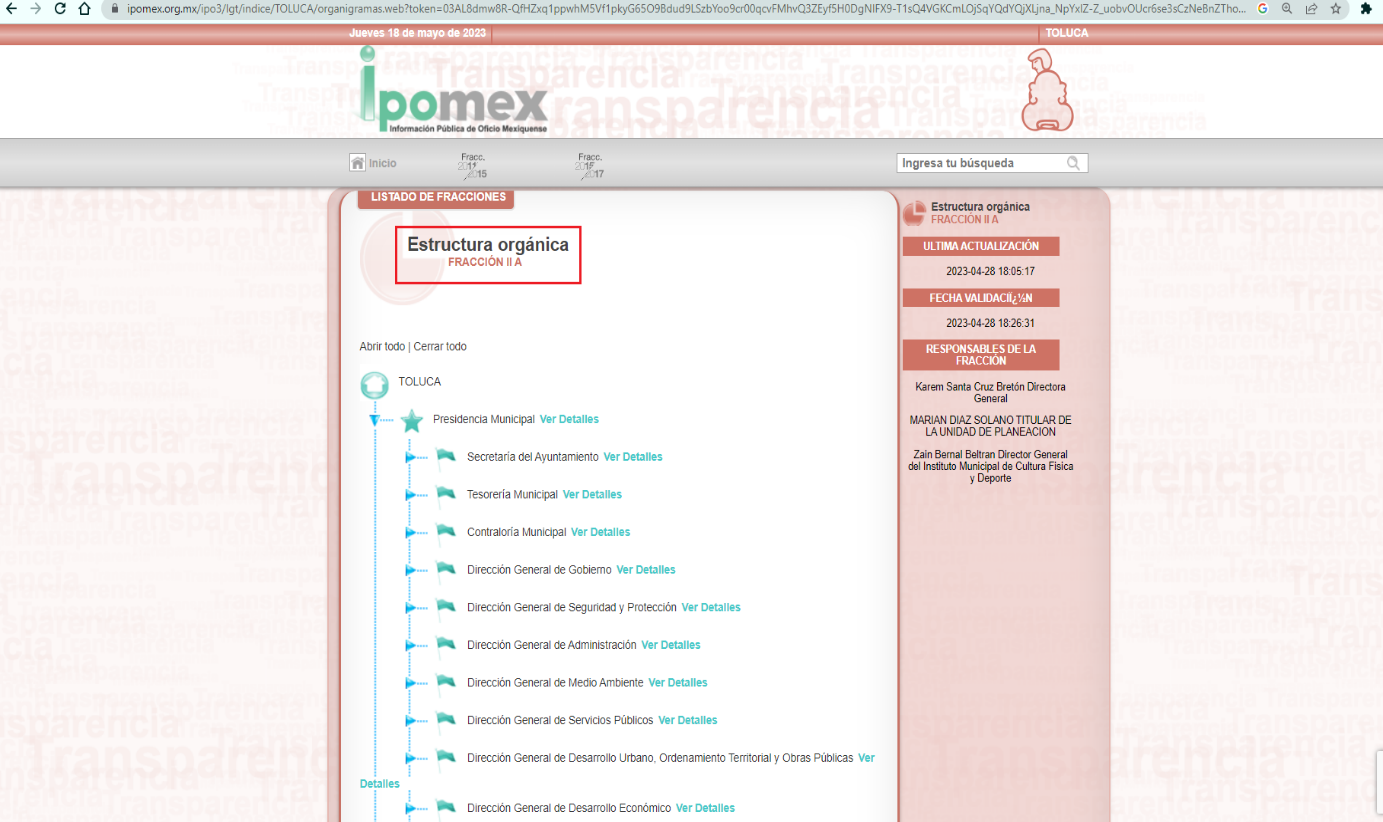 ipomex.org.mx/ipo3/lgt/indice/TOLUCA/organigramas.web?token=03AL8dmw8R-QfHZxq1ppwhM5Vf1pkyG65O9Bdud9LSzbYoo9cr00qcvFMhvQ3ZEyf5H0DgNIFX9-T1sQ4VGKCmLOjSqYQdYQjXLjna_NpYxIZ-Z_uobvOUcr6se3sCzNeBnZTho...
Jueves 18 de mayo de 2023
TOLUCA
Transparencia
ipomex
Información Pública de Oficio Mexiquense
Inicio
Fracc.
2011
2015
Fracc.
2015
2017
Ingresa tu búsqueda
LISTADO DE FRACCIONES
Estructura orgánica
FRACCIÓN II A
Abrir todo | Cerrar todo
TOLUCA
Presidencia Municipal Ver Detalles
Secretaría del Ayuntamiento Ver Detalles
Tesorería Municipal Ver Detalles
Contraloría Municipal Ver Detalles
Dirección General de Gobierno Ver Detalles
Dirección General de Seguridad y Protección Ver Detalles
Dirección General de Administración Ver Detalles
Dirección General de Medio Ambiente Ver Detalles
Dirección General de Servicios Públicos Ver Detalles
Dirección General de Desarrollo Urbano, Ordenamiento Territorial y Obras Públicas Ver
Detalles
Dirección General de Desarrollo Económico Ver Detalles
Estructura orgánica
FRACCIÓN II A
ULTIMA ACTUALIZACIÓN
2023-04-28 18:05:17
FECHA VALIDACIï¿½N
2023-04-28 18:26:31
RESPONSABLES DE LA
FRACCIÓN
Karem Santa Cruz Bretón Directora
General
MARIAN DIAZ SOLANO TITULAR DE
LA UNIDAD DE PLANEACION
Zain Bernal Beltran Director General
del Instituto Municipal de Cultura Fisica
y Deporte